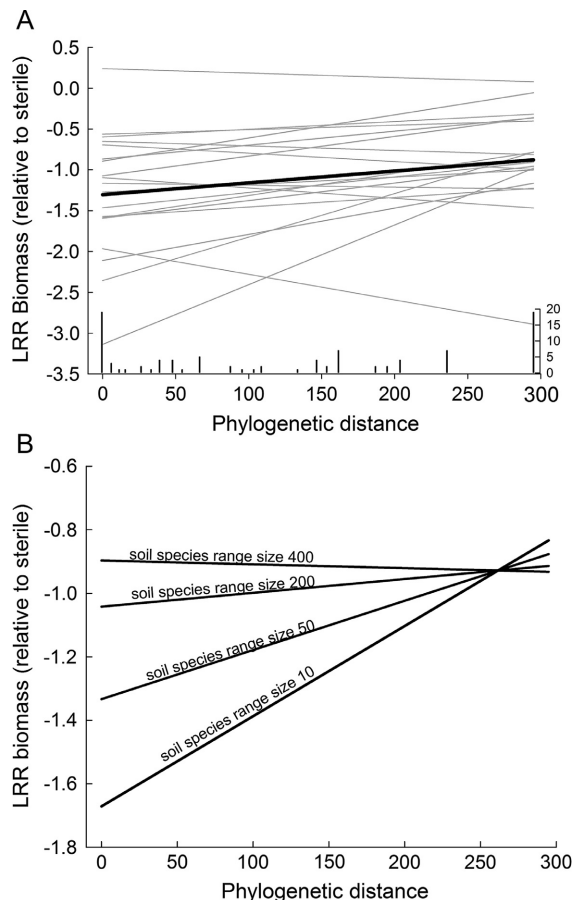 A
0.5
0.0
-0.5
-1.0
-1.5
-2.0
-2.5
-3.0
-3.5
LRR Biomass (relative to sterile)
20
15
10
5
0
0 50 100 150 200 250 300
Phylogenetic distance
B
-0.6
-0.8
-1.0
-1.2
-1.4
-1.6
-1.8
LRR biomass (relative to sterile)
soil species range size 400
soil species range size 200
soil species range size 50
soil species range size 10
0 50 100 150 200 250 300
Phylogenetic distance